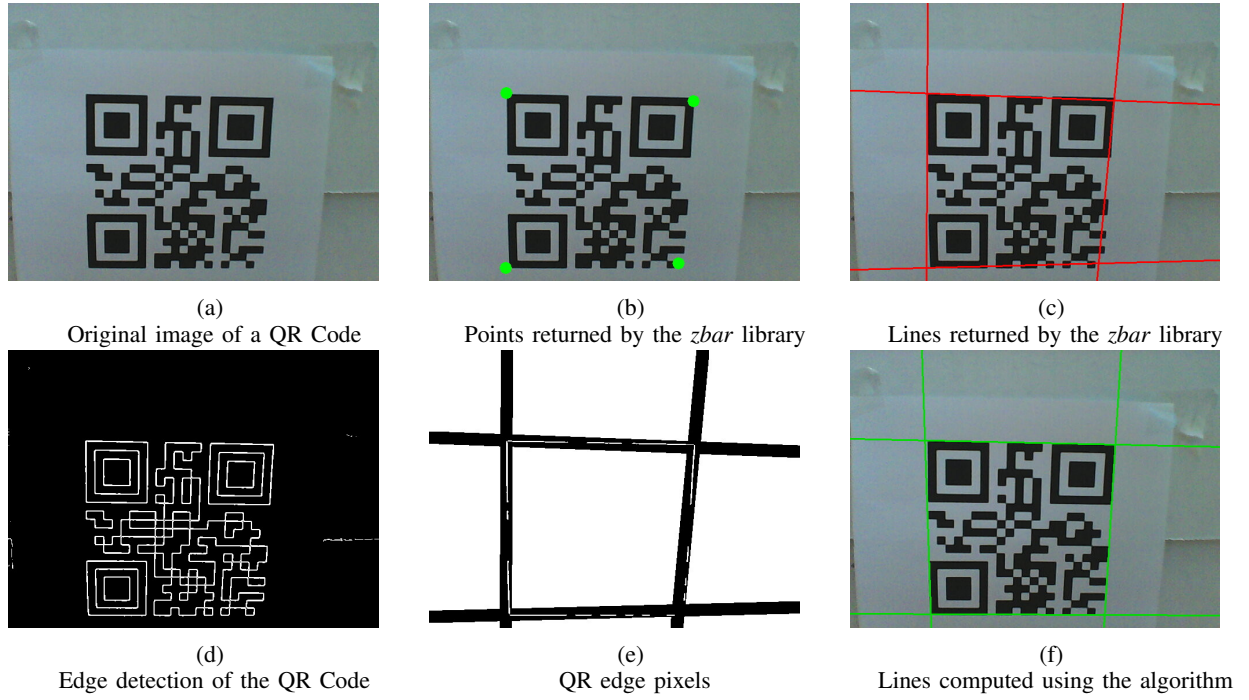 (a)
Original image of a QR Code
(b)
Points returned by the zbar library
(c)
Lines returned by the zbar library
(d)
Edge detection of the QR Code
(e)
QR edge pixels
(f)
Lines computed using the algorithm